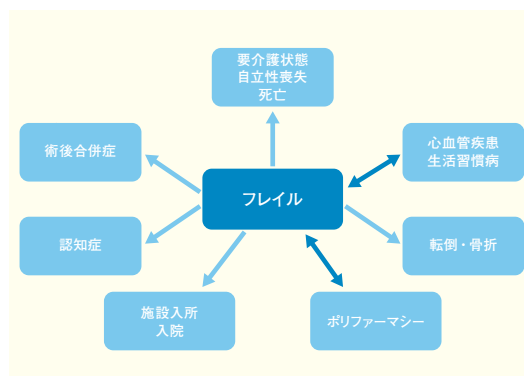 要介護状態
自立性喪失
死亡
術後合併症
心血管疾患
生活習慣病
フレイル
認知症
転倒・骨折
施設入所
入院
ポリファーマシー